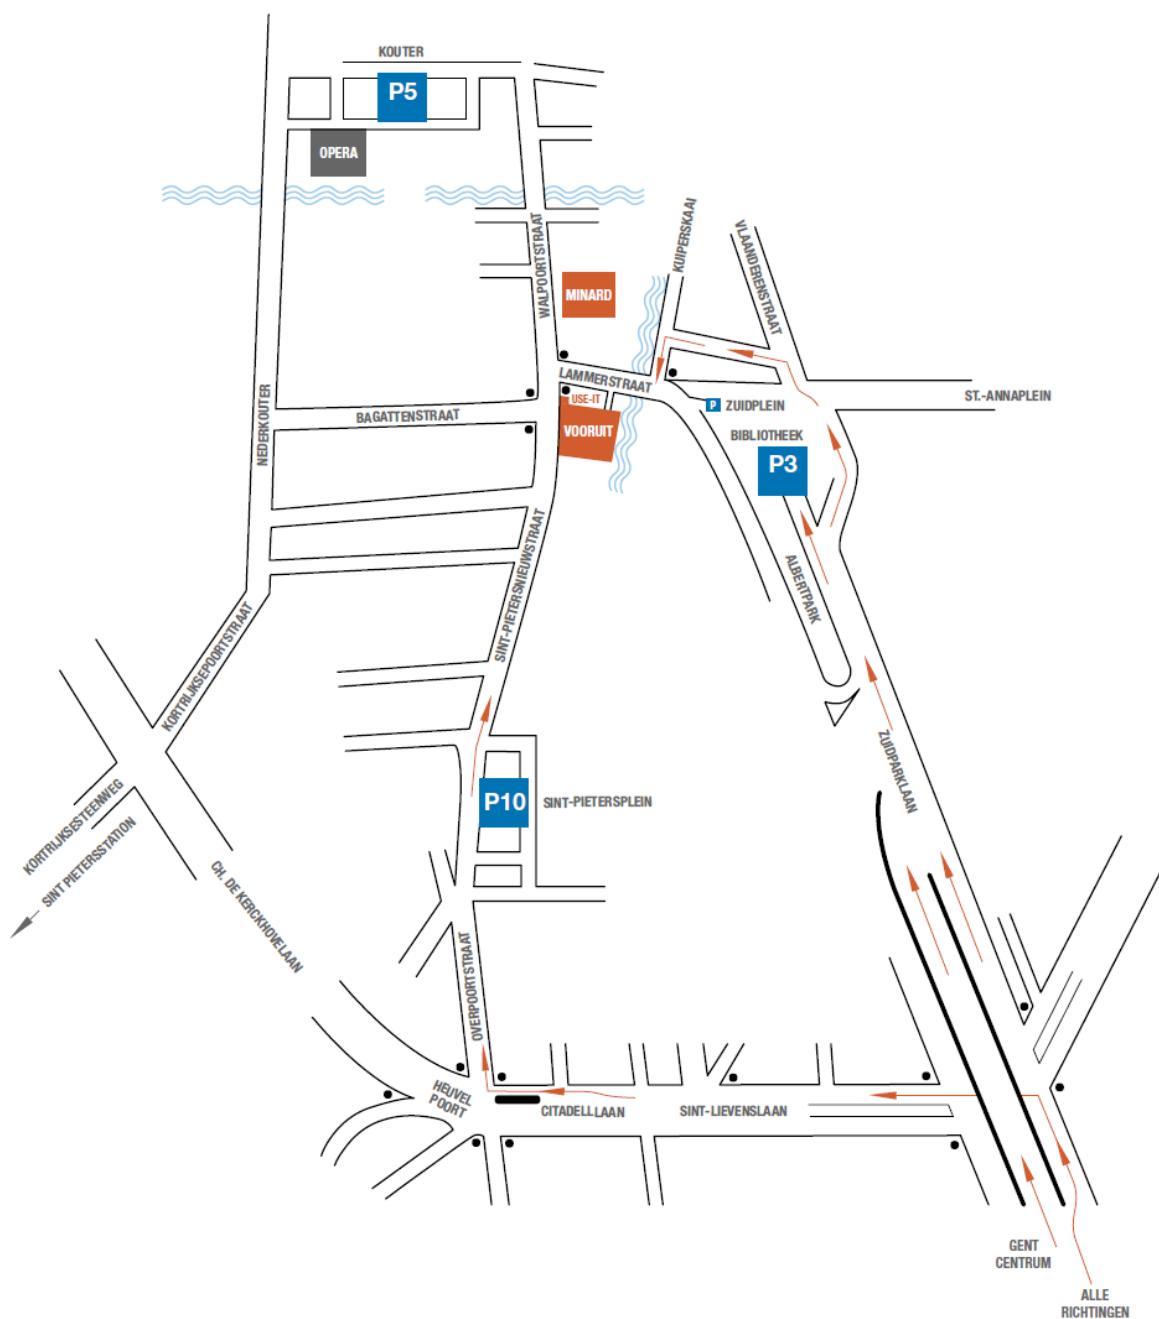 KOUTER
P5
OPERA
KUIPERSKAAI
VLAANDERENSTRAAT
WALPOORTSTRAAT
MINARD
LAMMERSTRAAT
USE-IT
ST.-ANNAPLEIN
P ZUIDPLEIN
NEDERKOUTER
BAGATTENSTRAAT
VOORUIT
BIBLIOTHEEK
P3
SINT-PIETERSNIEUWSTRAAT
ALBERTPARK
KORTRIJKSEPOORTSTRAAT
ZUIDPARKLAAN
P10
SINT-PIETERSPLEIN
KORTRIJKSESTEENWEG
SINT PIETERSSTATION
CH. DE KERCKHOVELAAN
OVERPOORTSTRAAT
HEUVEL
POORT
CITADELLLAAN
SINT-LIEVENSLAAN
GENT
CENTRUM
ALLE
RICHTINGEN